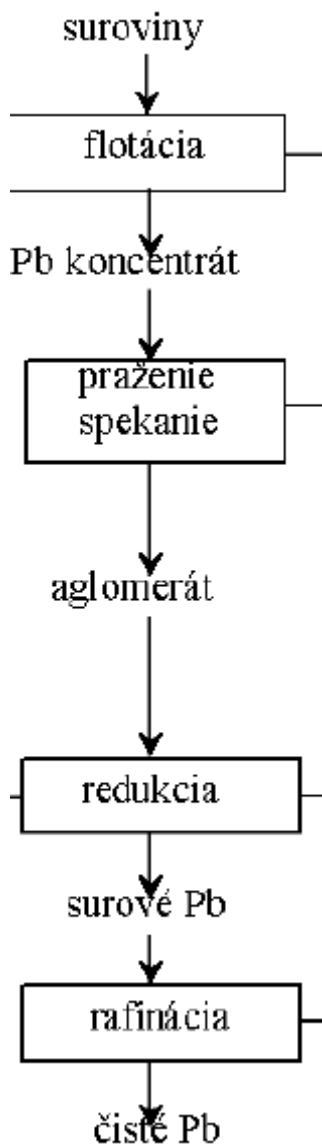 suroviny
flotácia
Pb koncentrát
praženie
spekanie
aglomerát
redukcia
surové Pb
rafinácia
čisté Pb